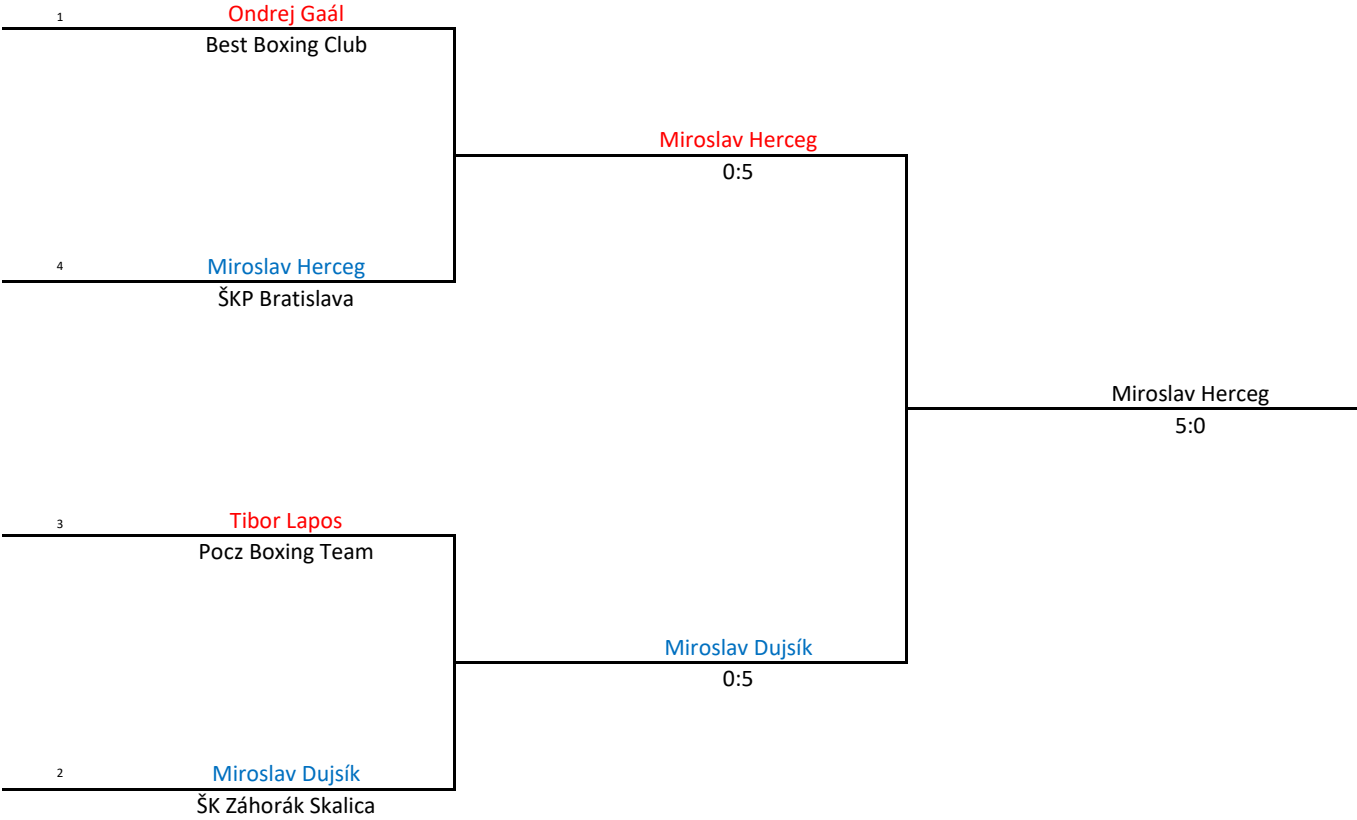 1
Ondrej Gaál
Best Boxing Club
Miroslav Herceg
0:5
4
Miroslav Herceg
ŠKP Bratislava
Miroslav Herceg
5:0
3
Tibor Lapos
Pocz Boxing Team
Miroslav Dujsík
0:5
2
Miroslav Dujsík
ŠK Záhorák Skalica